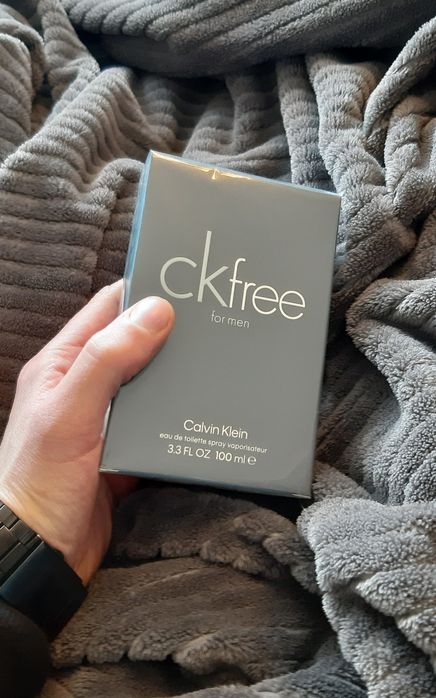 ckfree
for men
Calvin Klein
eau de toilette spray vaporisateur
3.3 FL OZ 100 ml ℮